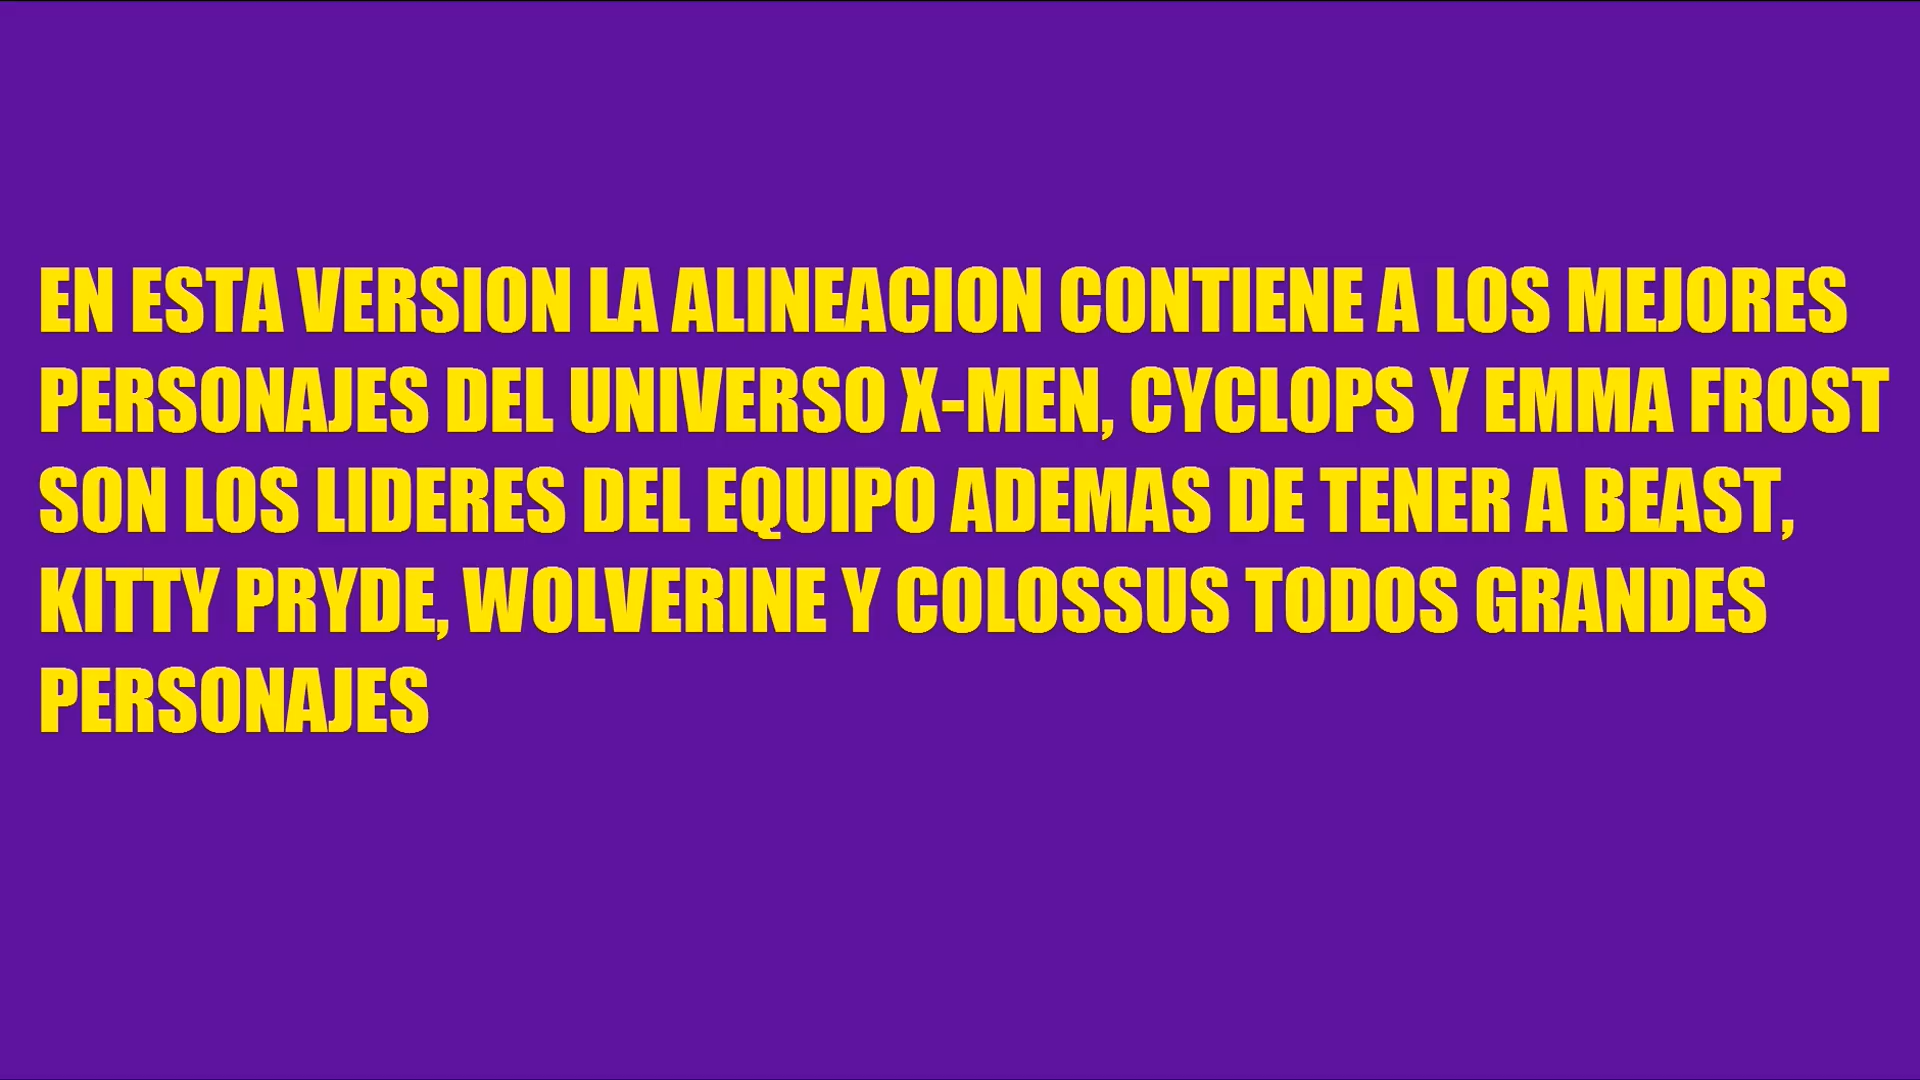 EN ESTA VERSION LA ALINEACION CONTIENE A LOS MEJORES
PERSONAJES DEL UNIVERSO X-MEN, CYCLOPS Y EMMA FROST
SON LOS LIDERES DEL EQUIPO ADEMAS DE TENER A BEAST,
KITTY PRYDE, WOLVERINE Y COLOSSUS TODOS GRANDES
PERSONAJES